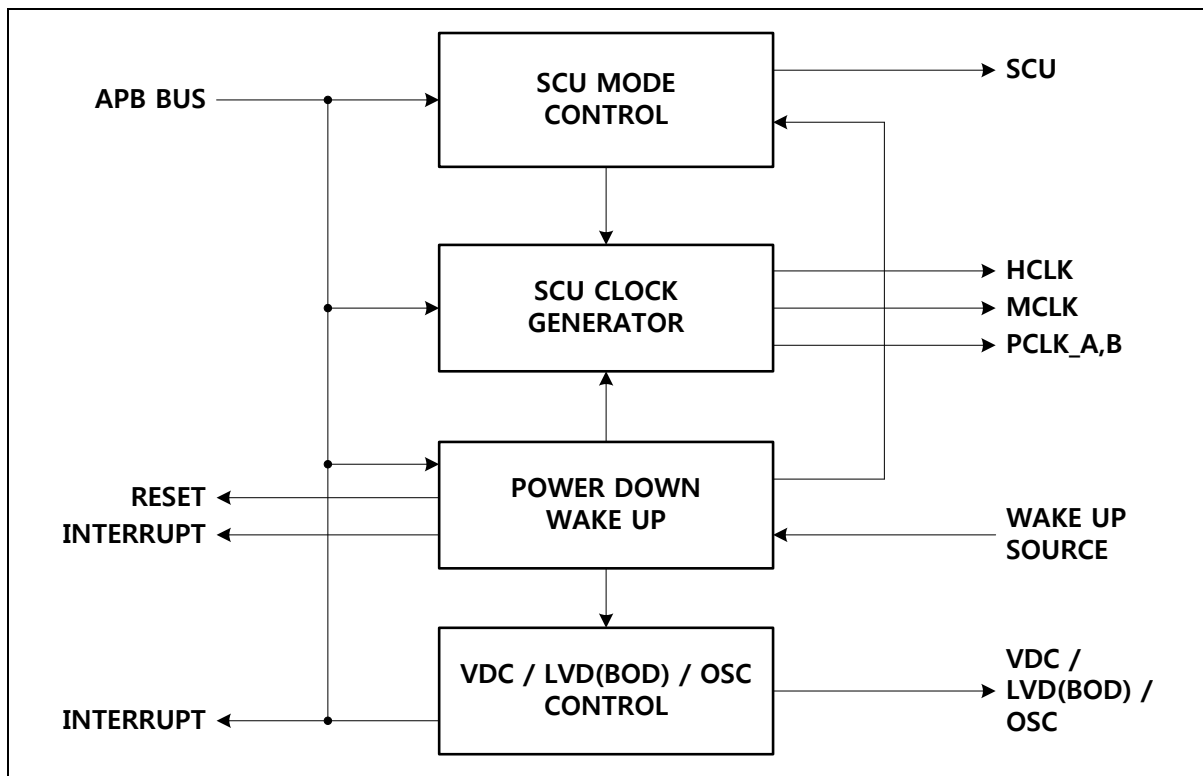 APB BUS
SCU MODE
CONTROL
SCU
SCU CLOCK
GENERATOR
HCLK
MCLK
PCLK_A,B
RESET
INTERRUPT
POWER DOWN
WAKE UP
WAKE UP
SOURCE
INTERRUPT
VDC / LVD(BOD) / OSC
CONTROL
VDC /
LVD(BOD) /
OSC